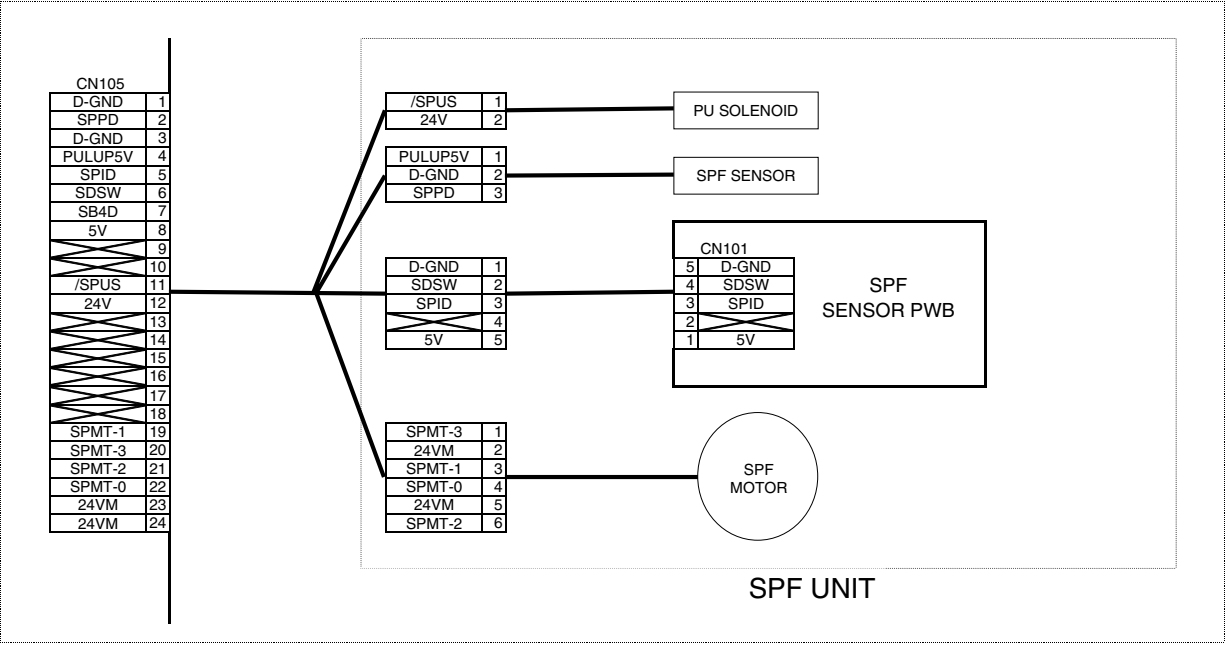 CN105
D-GND 1
SPPD 2
D-GND 3
PULUP5V 4
SPID 5
SDSW 6
SB4D 7
5V 8
9
10
/SPUS 11
24V 12
13
14
15
16
17
18
SPMT-1 19
SPMT-3 20
SPMT-2 21
SPMT-0 22
24VM 23
24VM 24
/SPUS 1
24V 2
PU SOLENOID
PULUP5V 1
D-GND 2
SPPD 3
SPF SENSOR
D-GND 1
SDSW 2
SPID 3
4
5V 5
CN101
5 D-GND
4 SDSW
3 SPID
2
1 5V
SPF
SENSOR PWB
SPMT-3 1
24VM 2
SPMT-1 3
SPMT-0 4
24VM 5
SPMT-2 6
SPF
MOTOR
SPF UNIT